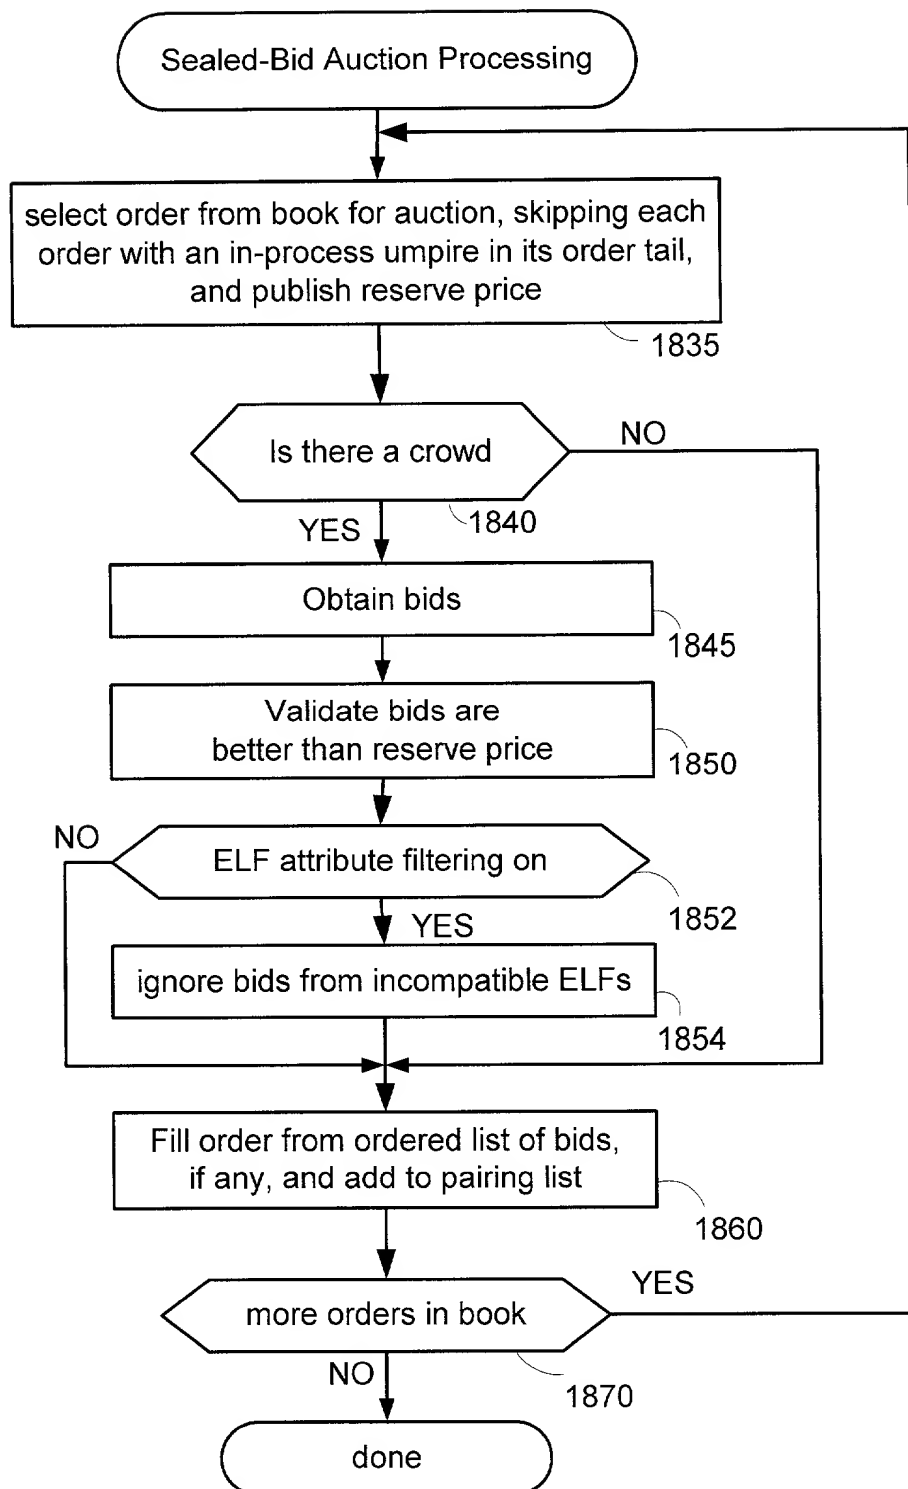 Sealed-Bid Auction Processing
select order from book for auction, skipping each
order with an in-process umpire in its order tail,
and publish reserve price
1835
Is there a crowd
NO
1840
YES
Obtain bids
1845
Validate bids are
better than reserve price
1850
NO
ELF attribute filtering on
1852
YES
ignore bids from incompatible ELFs
1854
Fill order from ordered list of bids,
if any, and add to pairing list
1860
YES
more orders in book
NO
1870
done